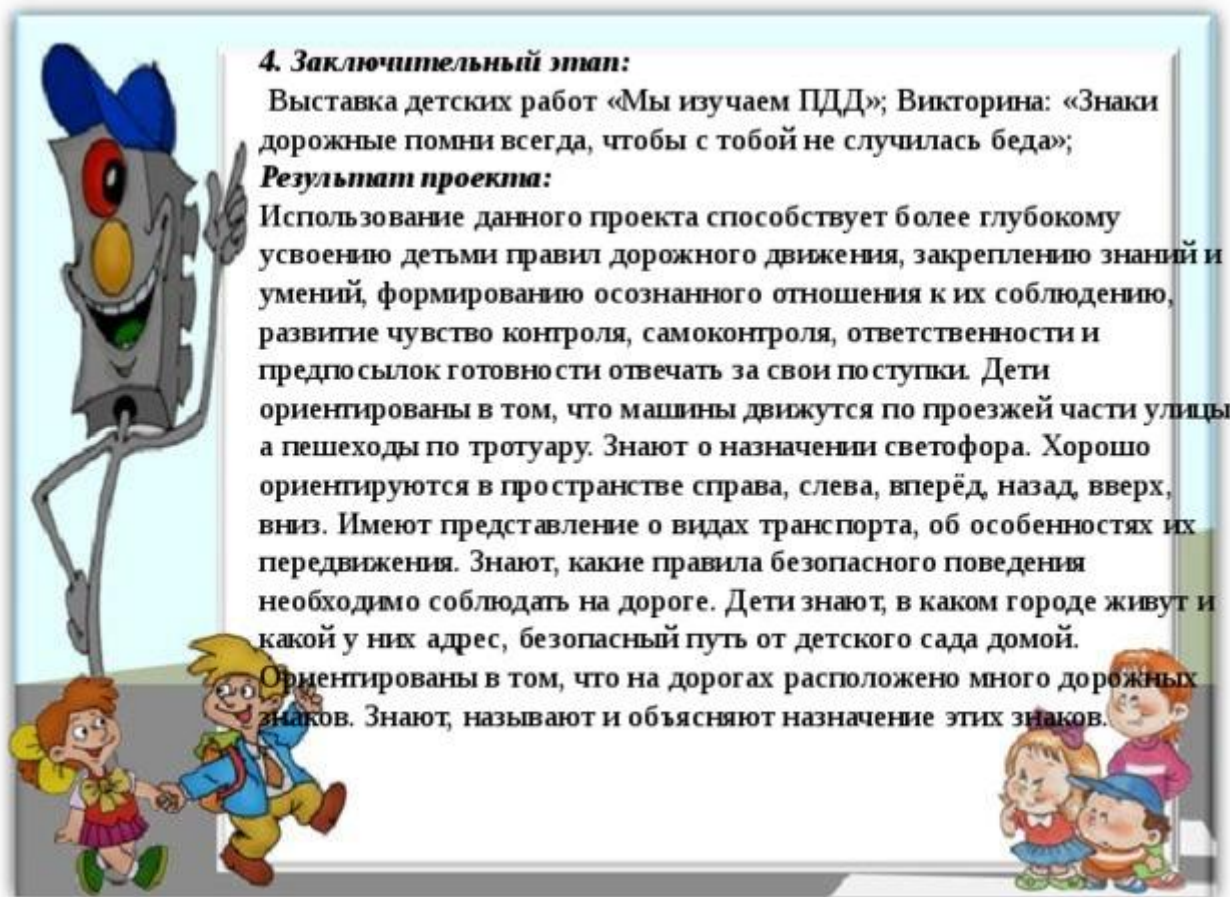 4. Заключительный этап:
Выставка детских работ «Мы изучаем ПДД»; Викторина: «Знаки
дорожные помни всегда, чтобы с тобой не случилась беда»;
Результат проекта:
Использование данного проекта способствует более глубокому
усвоению детьми правил дорожного движения, закреплению знаний и
умений, формированию осознанного отношения к их соблюдению,
развитие чувство контроля, самоконтроля, ответственности и
предпосылок готовности отвечать за свои поступки. Дети
ориентированы в том, что машины движутся по проезжей части улицы
а пешеходы по тротуару. Знают о назначении светофора. Хорошо
ориентируются в пространстве справа, слева, вперёд, назад, вверх,
вниз. Имеют представление о видах транспорта, об особенностях их
передвижения. Знают, какие правила безопасного поведения
необходимо соблюдать на дороге. Дети знают, в каком городе живут и
какой у них адрес, безопасный путь от детского сада домой.
Ориентированы в том, что на дорогах расположено много дорожных
знаков. Знают, называют и объясняют назначение этих знаков.